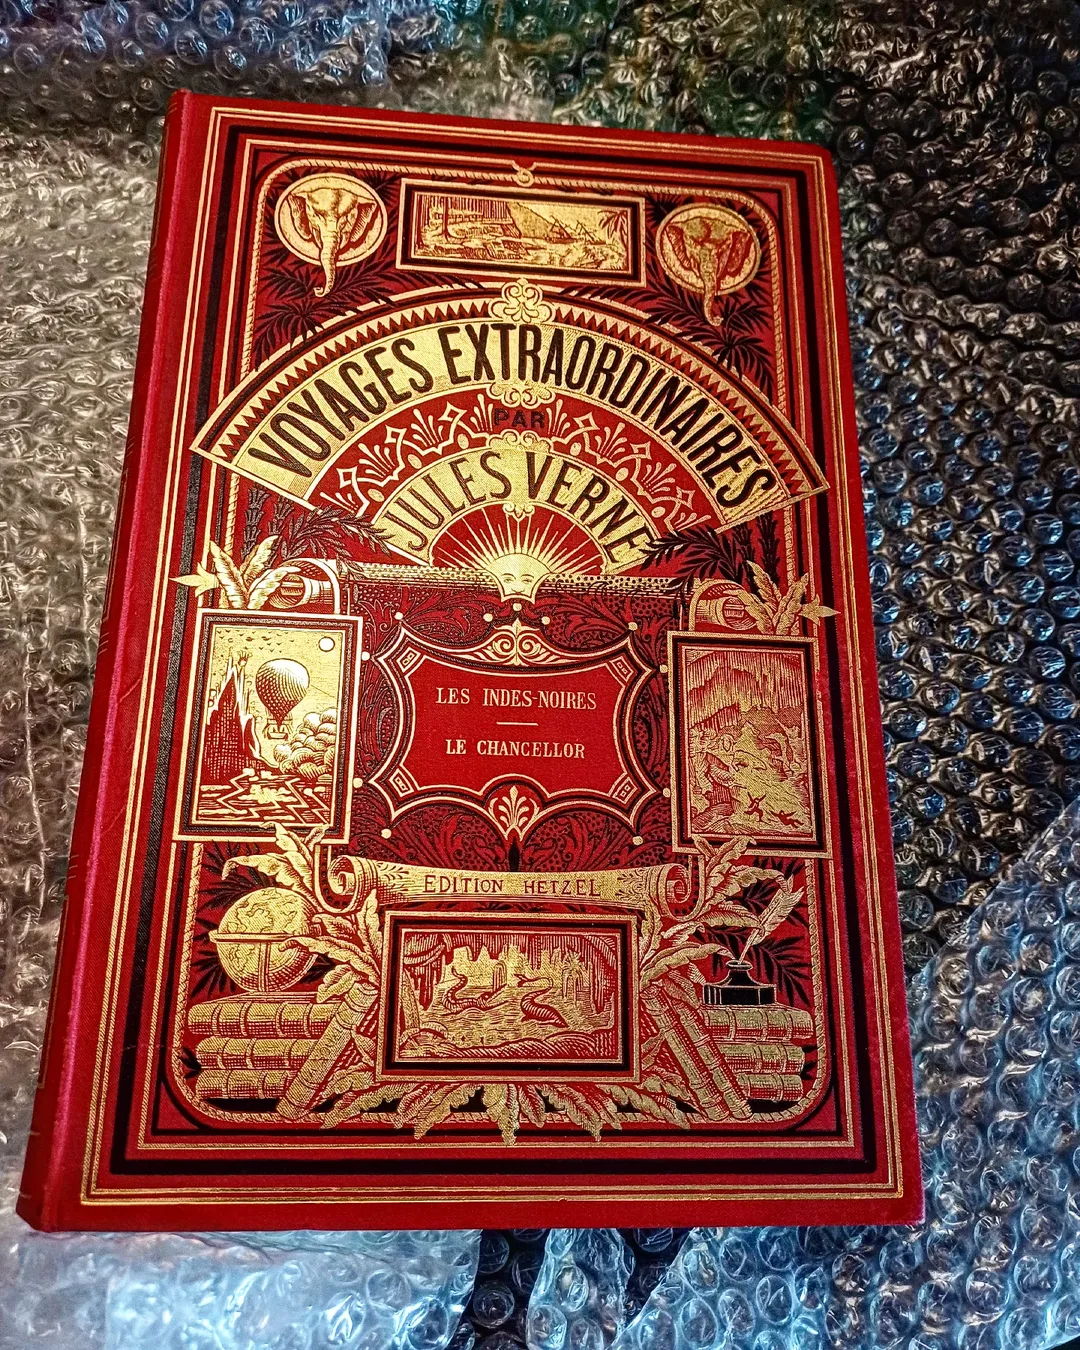 VOYAGES EXTRAORDINAIRES
PAR
JULES VERNE
LES INDES-NOIRES
LE CHANCELLOR
EDITION HETZEL